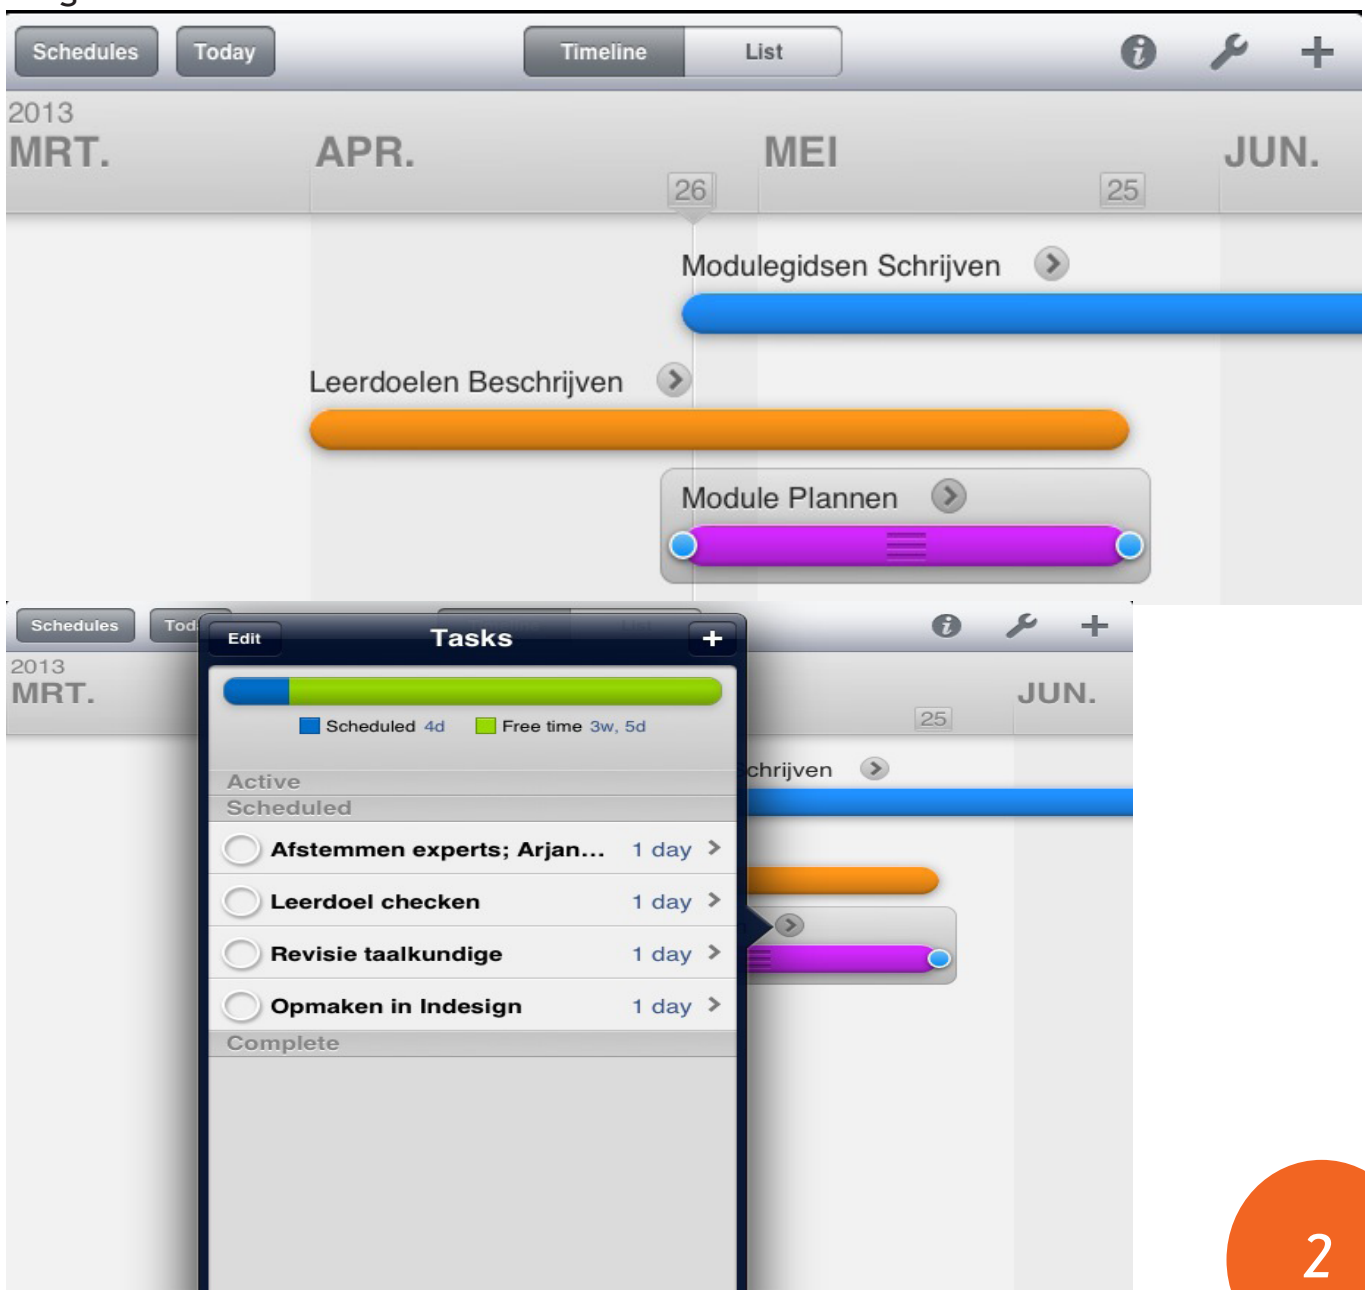 Schedules Today Timeline List
2013
MRT. APR. MEI JUN.
26 25
Modulegidsen Schrijven
Leerdoelen Beschrijven
Module Plannen
Schedules Edit Tasks
2013
MRT. JUN.
Scheduled 4d Free time 3w, 5d
25
chrijven
Active
Scheduled
Afstemmen experts; Arjan... 1 day
Leerdoel checken 1 day
Revisie taalkundige 1 day
Opmaken in Indesign 1 day
Complete
2